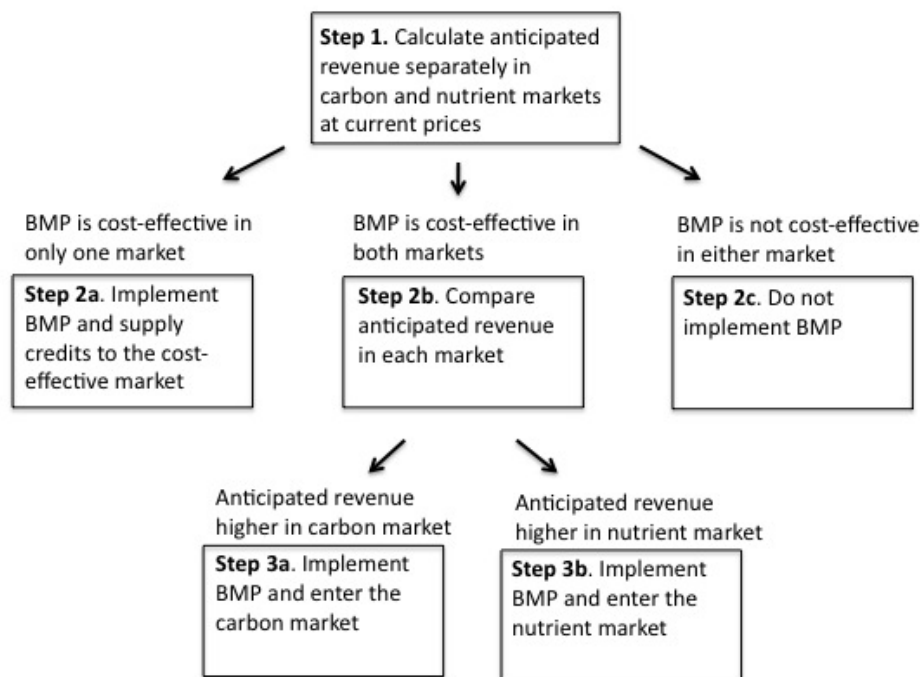 Step 1. Calculate anticipated
revenue separately in
carbon and nutrient markets
at current prices
BMP is cost-effective in
only one market
Step 2a. Implement
BMP and supply
credits to the cost-
effective market
BMP is cost-effective in
both markets
Step 2b. Compare
anticipated revenue
in each market
BMP is not cost-effective
in either market
Step 2c. Do not
implement BMP
Anticipated revenue
higher in carbon market
Step 3a. Implement
BMP and enter the
carbon market
Anticipated revenue
higher in nutrient market
Step 3b. Implement
BMP and enter the
nutrient market